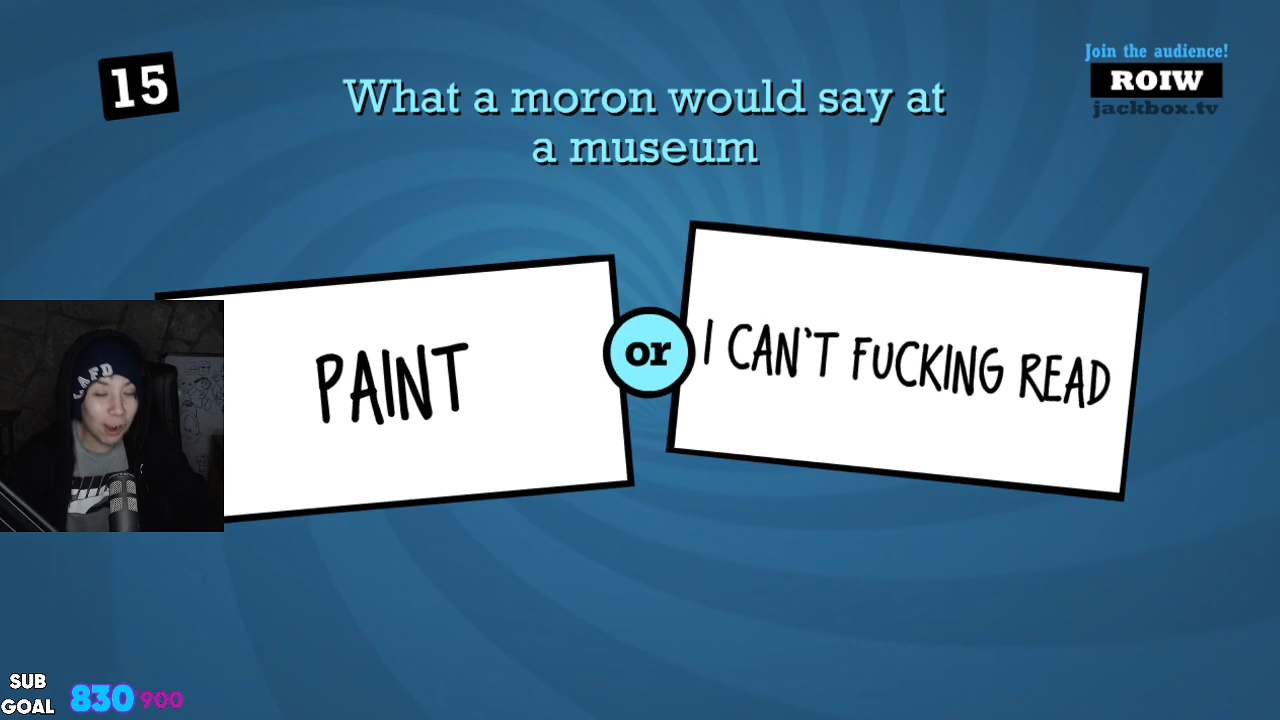 15
What a moron would say at
a museum
Join the audience!
ROIW
jackbox.tv
PAINT
or
I CAN'T FUCKING READ
CAFD
SUB
GOAL
830/900